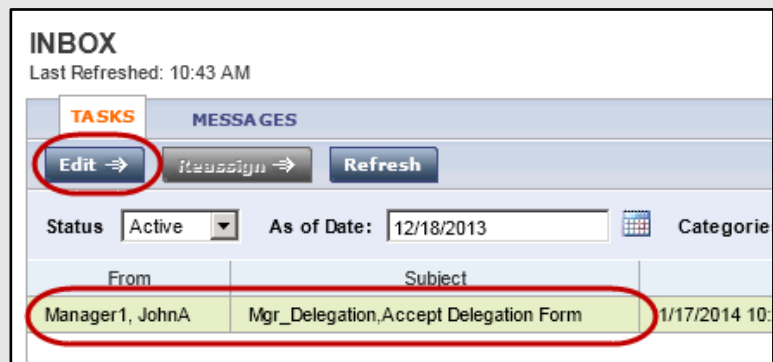 INBOX
Last Refreshed: 10:43 AM
TASKS MESSAGES
Edit Reassign Refresh
Status Active As of Date: 12/18/2013 Categorie
From Subject
Manager1, JohnA Mgr_Delegation,Accept Delegation Form 1/17/2014 10: